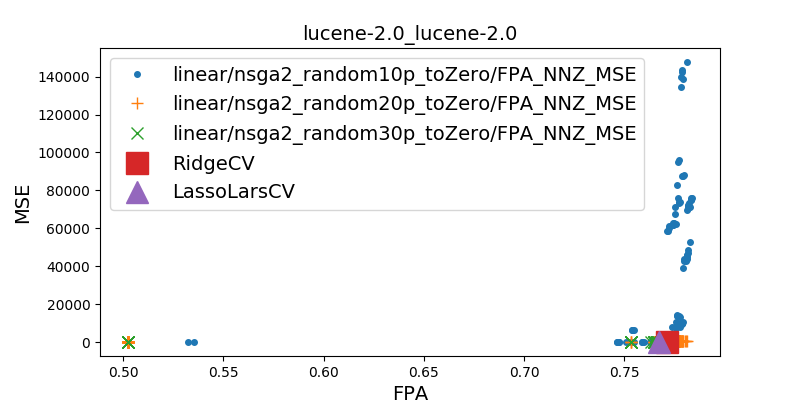 lucene-2.0_lucene-2.0
linear/nsga2_random10p_toZero/FPA_NNZ_MSE
linear/nsga2_random20p_toZero/FPA_NNZ_MSE
linear/nsga2_random30p_toZero/FPA_NNZ_MSE
RidgeCV
LassoLarsCV
MSE
140000
120000
100000
80000
60000
40000
20000
0
0.50 0.55 0.60 0.65 0.70 0.75
FPA